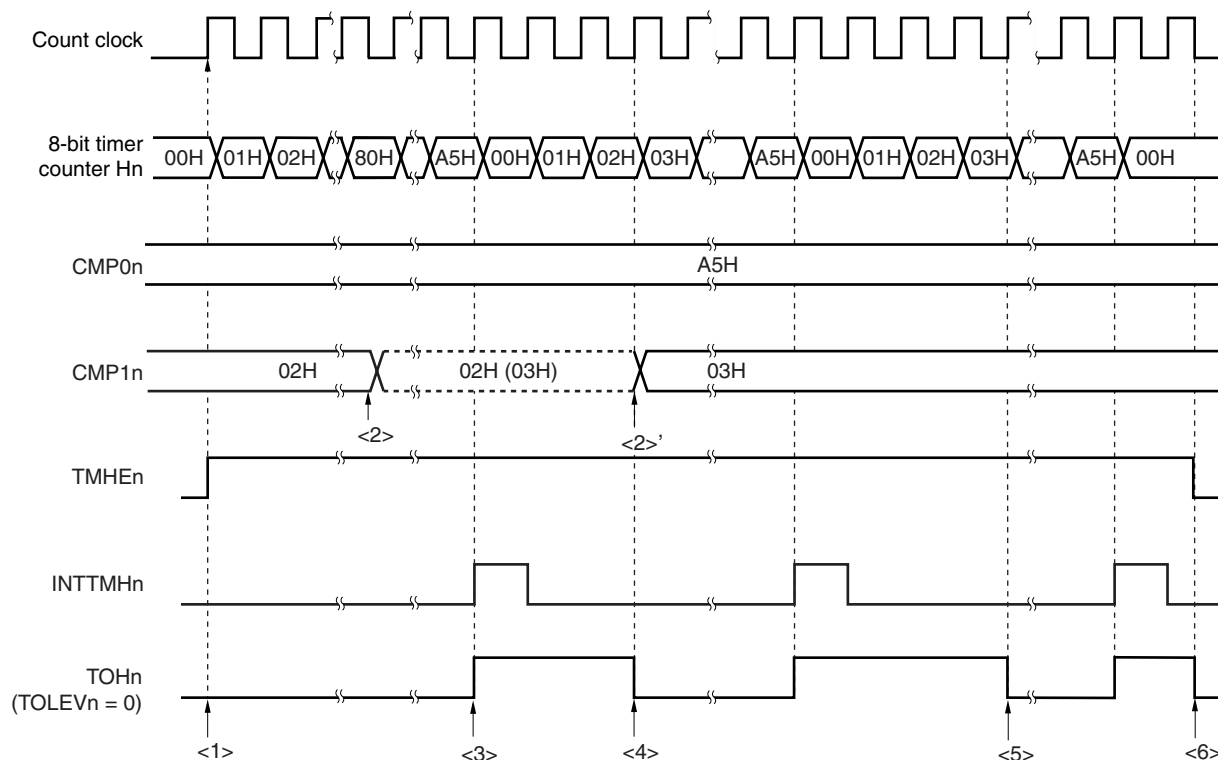 Count clock
8-bit timer
counter Hn
00H 01H 02H 80H A5H 00H 01H 02H 03H A5H 00H 01H 02H 03H A5H 00H
CMP0n
A5H
CMP1n
02H 02H (03H) 03H
<2> <2>’
TMHEn
INTTMHn
TOHn
(TOLEVn = 0)
<1> <3> <4> <5> <6>